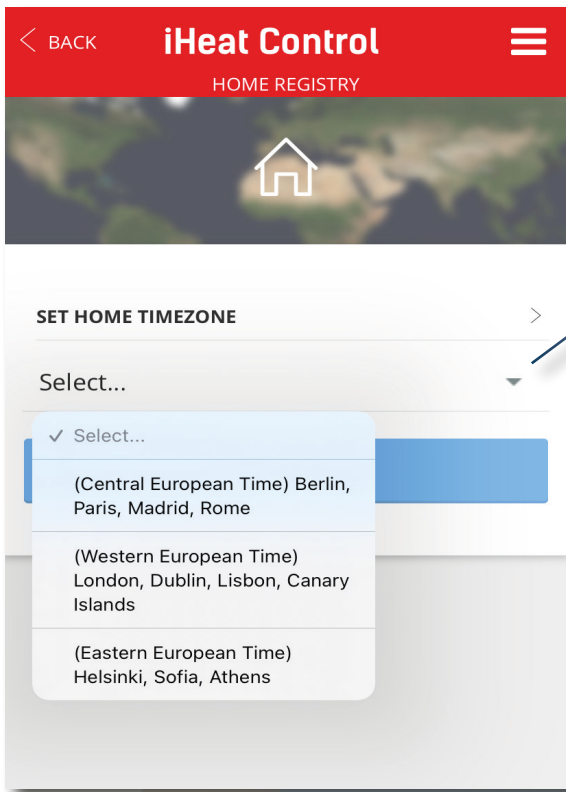 BACK
iHeat Control
HOME REGISTRY
SET HOME TIMEZONE
Select...
Select...
(Central European Time) Berlin,
Paris, Madrid, Rome
(Western European Time)
London, Dublin, Lisbon, Canary
Islands
(Eastern European Time)
Helsinki, Sofia, Athens